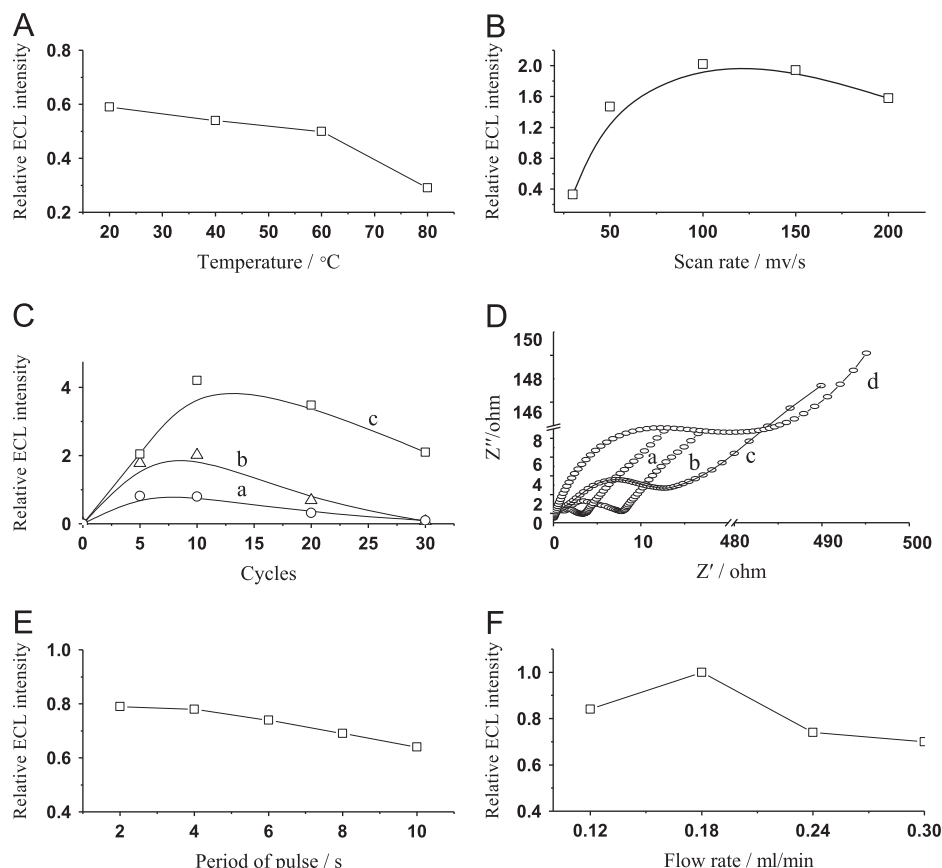 A
Relative ECL intensity
0.8
0.6
0.4
0.2
20 30 40 50 60 70 80
Temperature / °C
B
Relative ECL intensity
2.0
1.6
1.2
0.8
0.4
50 100 150 200
Scan rate / mv/s
C
Relative ECL intensity
4
2
0
c
b
a
0 5 10 15 20 25 30
Cycles
D
Z″/ohm
150
148
146
8
6
4
2
0
a
b
c
d
0 10 480 490 500
Z′ / ohm
E
Relative ECL intensity
1.0
0.8
0.6
0.4
2 4 6 8 10
Period of pulse / s
F
Relative ECL intensity
1.0
0.8
0.6
0.4
0.12 0.18 0.24 0.30
Flow rate / ml/min